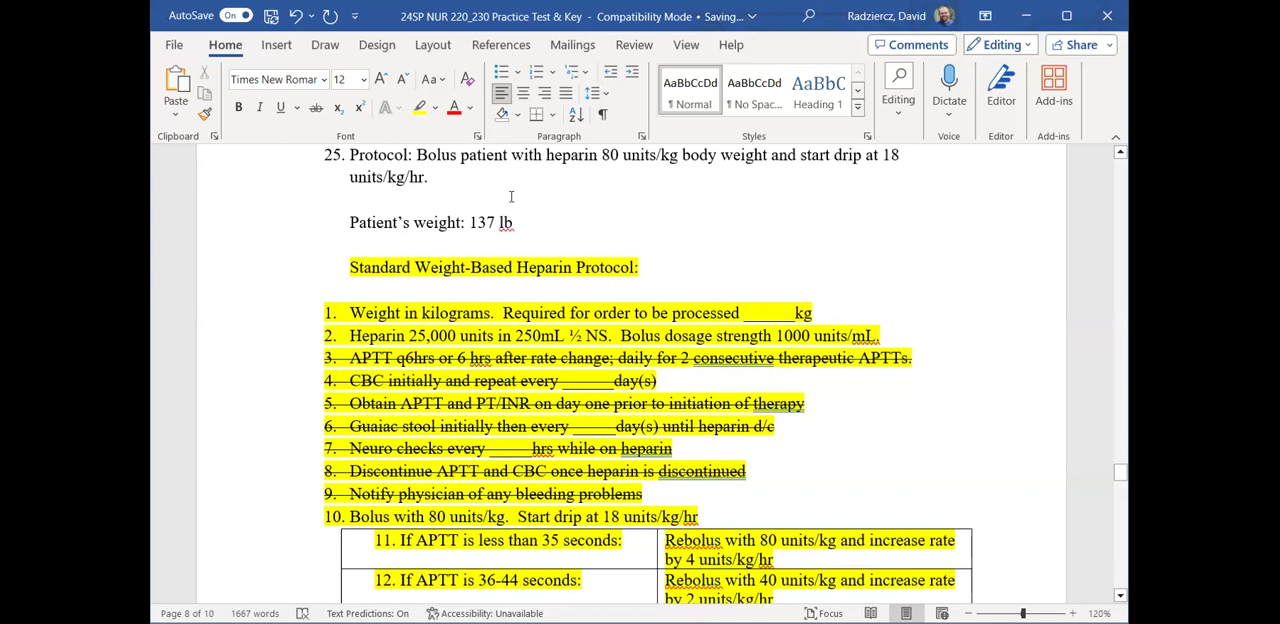 AutoSave On 24SP NUR 220_230 Practice Test & Key - Compatibility Mode • Saving... Radziercz, David
File Home Insert Draw Design Layout References Mailings Review View Help Comments Editing Share
Times New Romar 12 Aa AaBbCcDd AaBbCcDd AaBbC
Paste Normal No Spac... Heading 1 Editing Dictate Editor Add-ins
Clipboard Font Paragraph Styles Voice Editor Add-ins
25. Protocol: Bolus patient with heparin 80 units/kg body weight and start drip at 18
units/kg/hr.
Patient's weight: 137 lb
Standard Weight-Based Heparin Protocol:
1. Weight in kilograms. Required for order to be processed ______kg
2. Heparin 25,000 units in 250mL ½ NS. Bolus dosage strength 1000 units/mL.
3. APTT q6hrs or 6 hrs after rate change; daily for 2 consecutive therapeutic APTTs.
4. CBC initially and repeat every ______day(s)
5. Obtain APTT and PT/INR on day one prior to initiation of therapy
6. Guaiac stool initially then every _____day(s) until heparin d/c
7. Neuro checks every _____hrs while on heparin
8. Discontinue APTT and CBC once heparin is discontinued
9. Notify physician of any bleeding problems
10. Bolus with 80 units/kg. Start drip at 18 units/kg/hr
11. If APTT is less than 35 seconds: Rebolus with 80 units/kg and increase rate
by 4 units/kg/hr
12. If APTT is 36-44 seconds: Rebolus with 40 units/kg and increase rate
by 2 units/kg/hr
Page 8 of 10 1667 words Text Predictions: On Accessibility: Unavailable Focus 120%